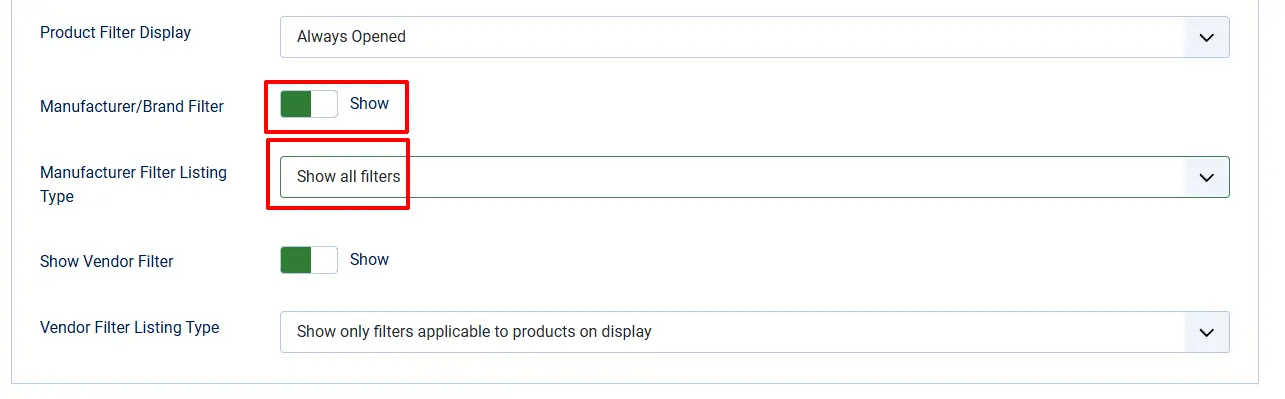 Product Filter Display
Always Opened
Manufacturer/Brand Filter
Show
Manufacturer Filter Listing
Type
Show all filters
Show Vendor Filter
Show
Vendor Filter Listing Type
Show only filters applicable to products on display